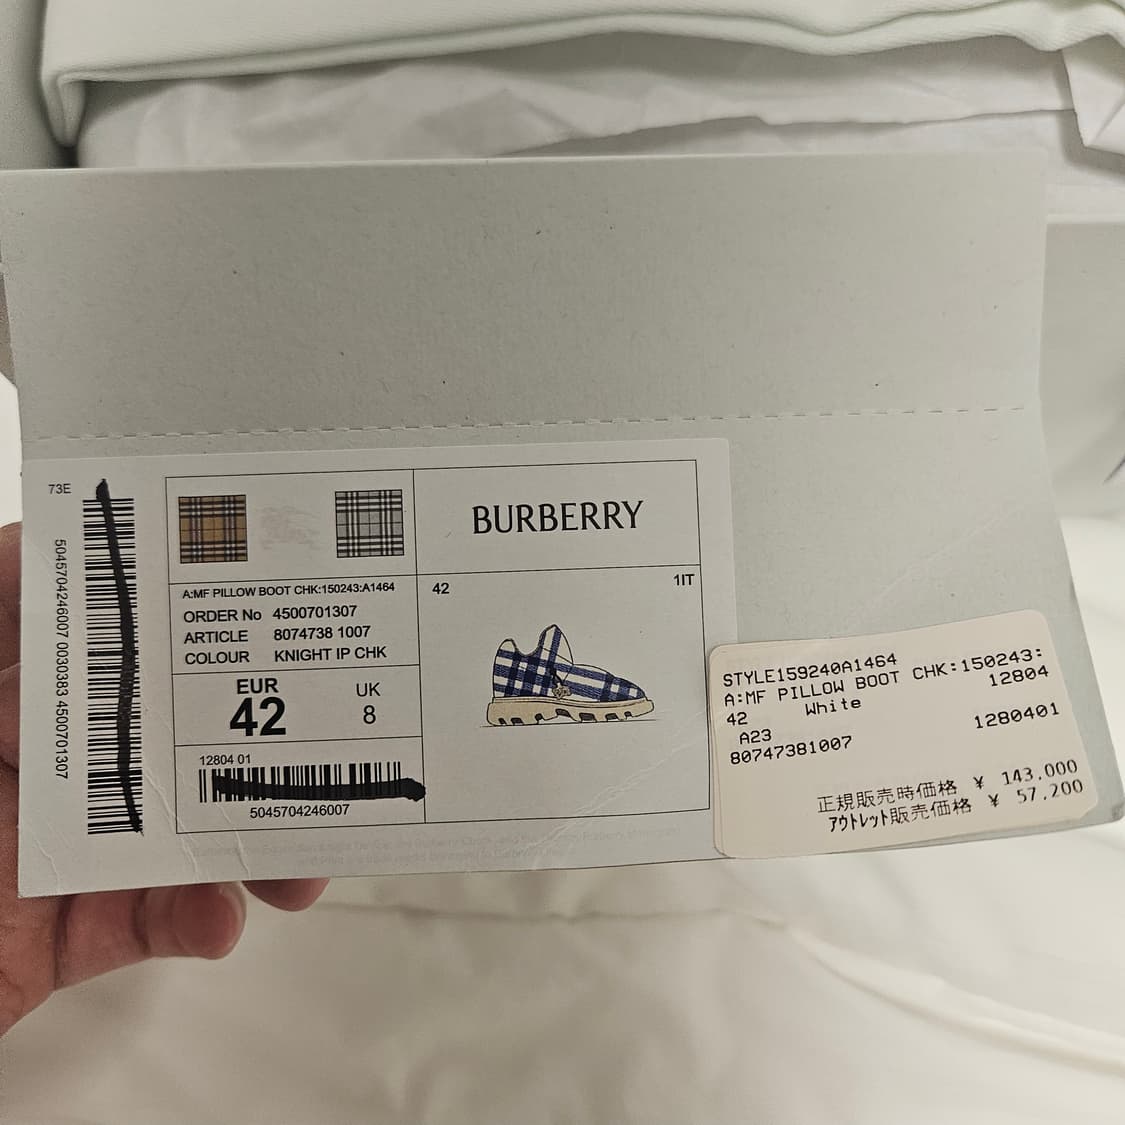 73E
5045704246007 0030383 4500701307
BURBERRY
A:MF PILLOW BOOT CHK:150243:A1464
ORDER No 4500701307
ARTICLE 8074738 1007
COLOUR KNIGHT IP CHK
EUR
42
UK
8
12804 01
5045704246007
42
1IT
STYLE159240A1464
A:MF PILLOW BOOT CHK:150243:
42 White 12804
A23
80747381007 1280401
正規販売時価格 ¥ 143,000
ｱｳﾄﾚｯﾄ販売価格 ¥ 57,200